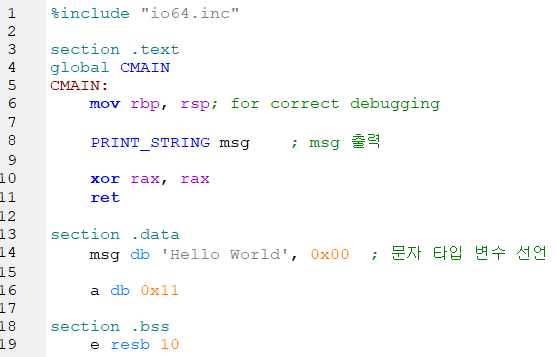 1 %include "io64.inc"
2
3 section .text
4 global CMAIN
5 CMAIN:
6     mov rbp, rsp; for correct debugging
7
8     PRINT_STRING msg    ; msg 출력
9
10     xor rax, rax
11     ret
12
13 section .data
14     msg db 'Hello World', 0x00  ; 문자 타입 변수 선언
15
16     a db 0x11
17
18 section .bss
19     e resb 10